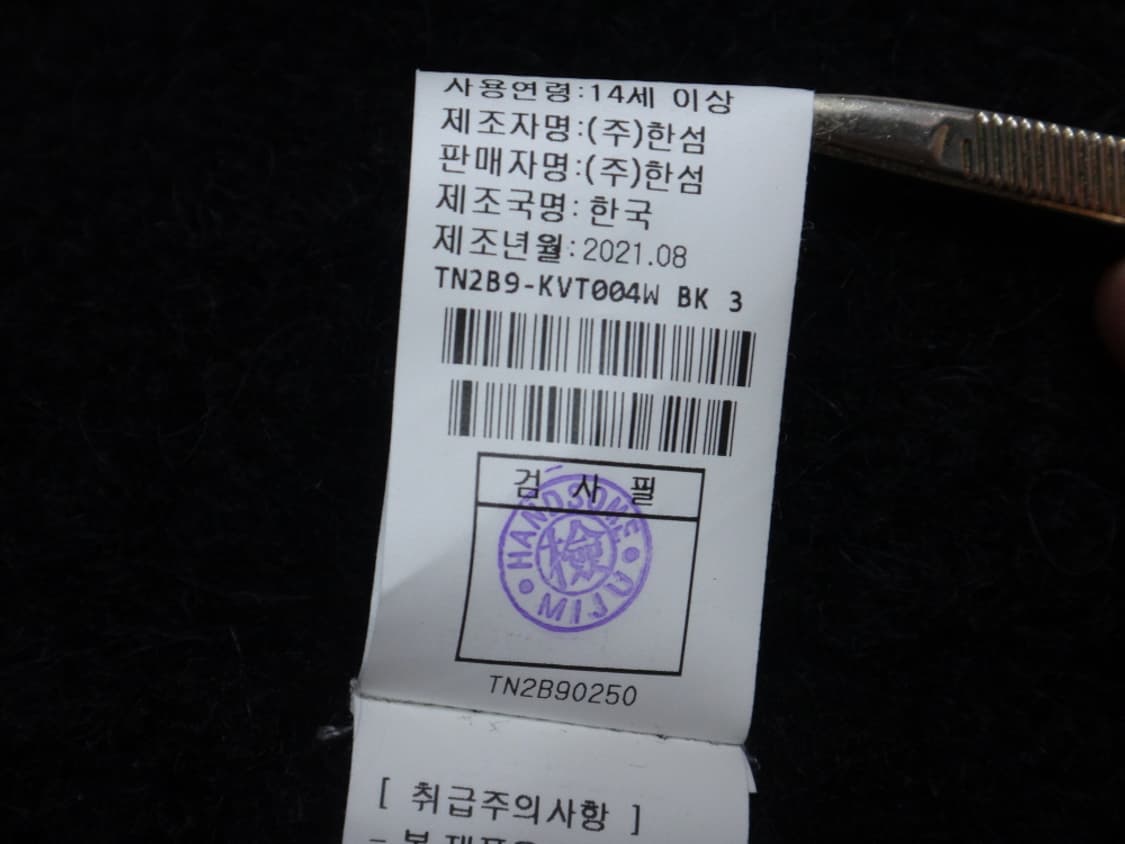 사용연령:14세 이상
제조자명:(주)한섬
판매자명:(주)한섬
제조국명: 한국
제조년월:2021.08
TN2B9-KVT004W BK 3
검 사 필
HANDSOME
檢
MIJU
TN2B90250
[ 취급주의사항 ]
- 본